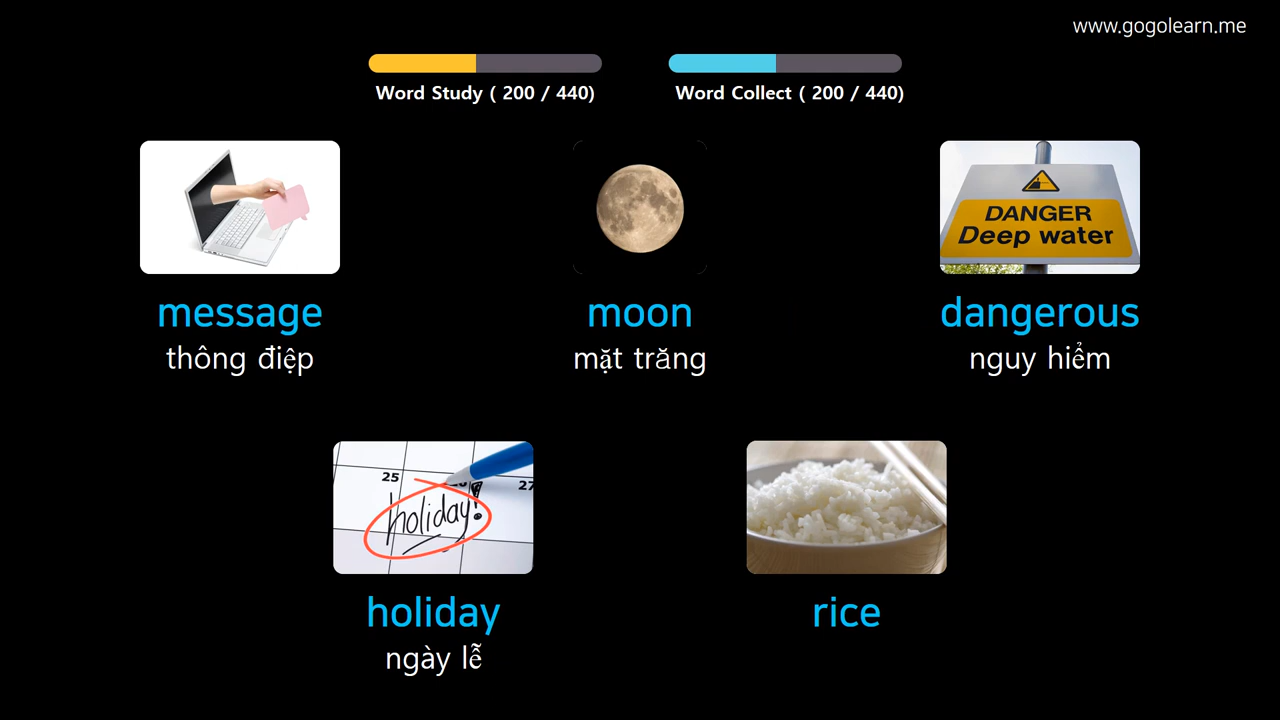 www.gogolearn.me
Word Study ( 200 / 440)
Word Collect ( 200 / 440)
DANGER
Deep water
message
moon
dangerous
thông điệp
mặt trăng
nguy hiểm
25
27
holiday!
holiday
rice
ngày lễ